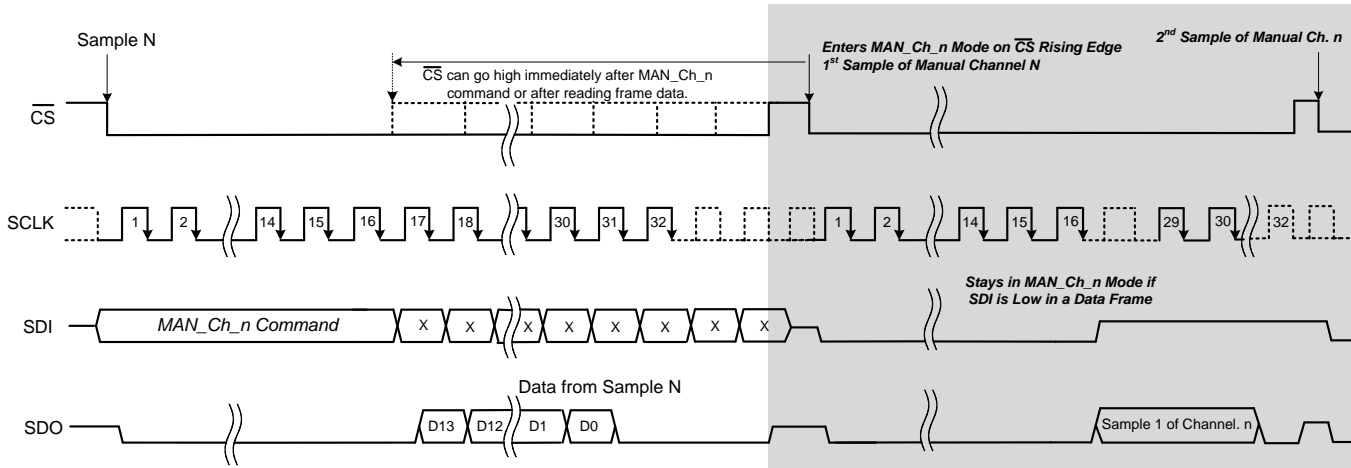 Sample N
Enters MAN_Ch_n Mode on CS Rising Edge
1st Sample of Manual Channel N
2nd Sample of Manual Ch. n
CS can go high immediately after MAN_Ch_n
command or after reading frame data.
CS
SCLK
1 2 14 15 16 17 18 30 31 32 1 2 14 15 16 29 30 32
Stays in MAN_Ch_n Mode if
SDI is Low in a Data Frame
SDI
MAN_Ch_n Command
X X X X X X X X
Data from Sample N
SDO
D13 D12 D1 D0
Sample 1 of Channel. n